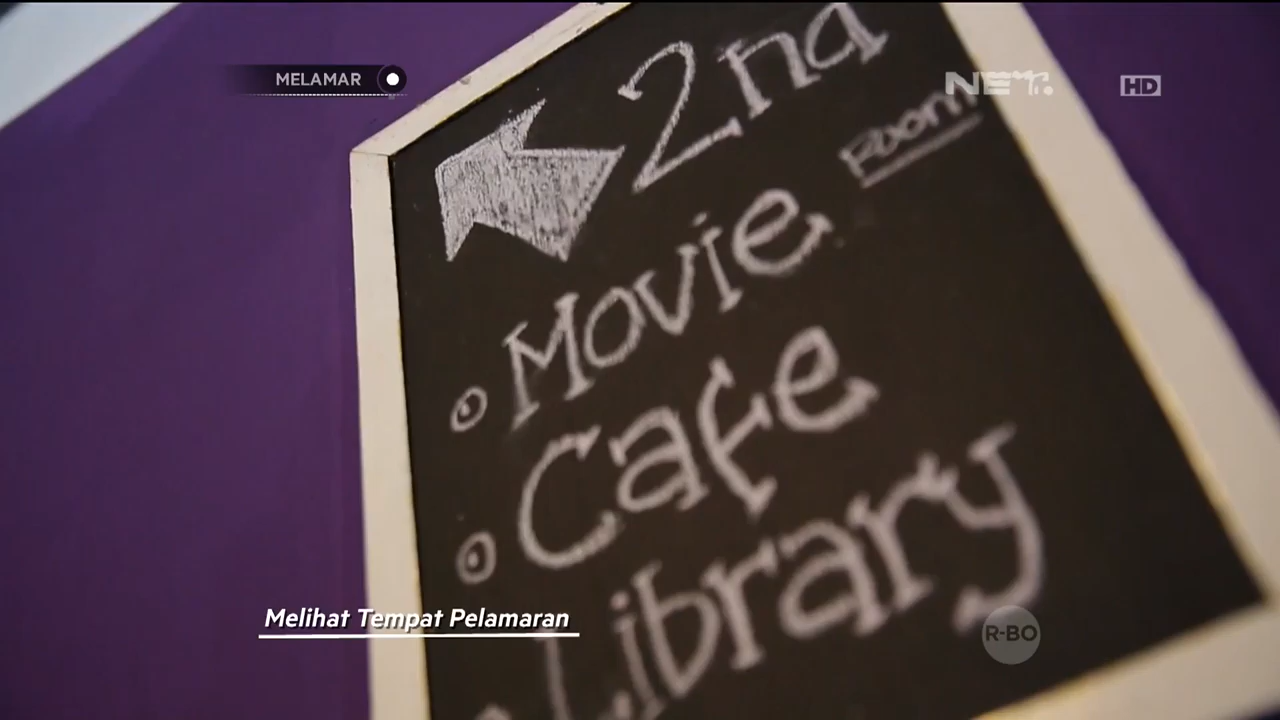 MELAMAR
NET.
HD
2nd
Room
Movie
Cafe
Library
Melihat Tempat Pelamaran
R-BO